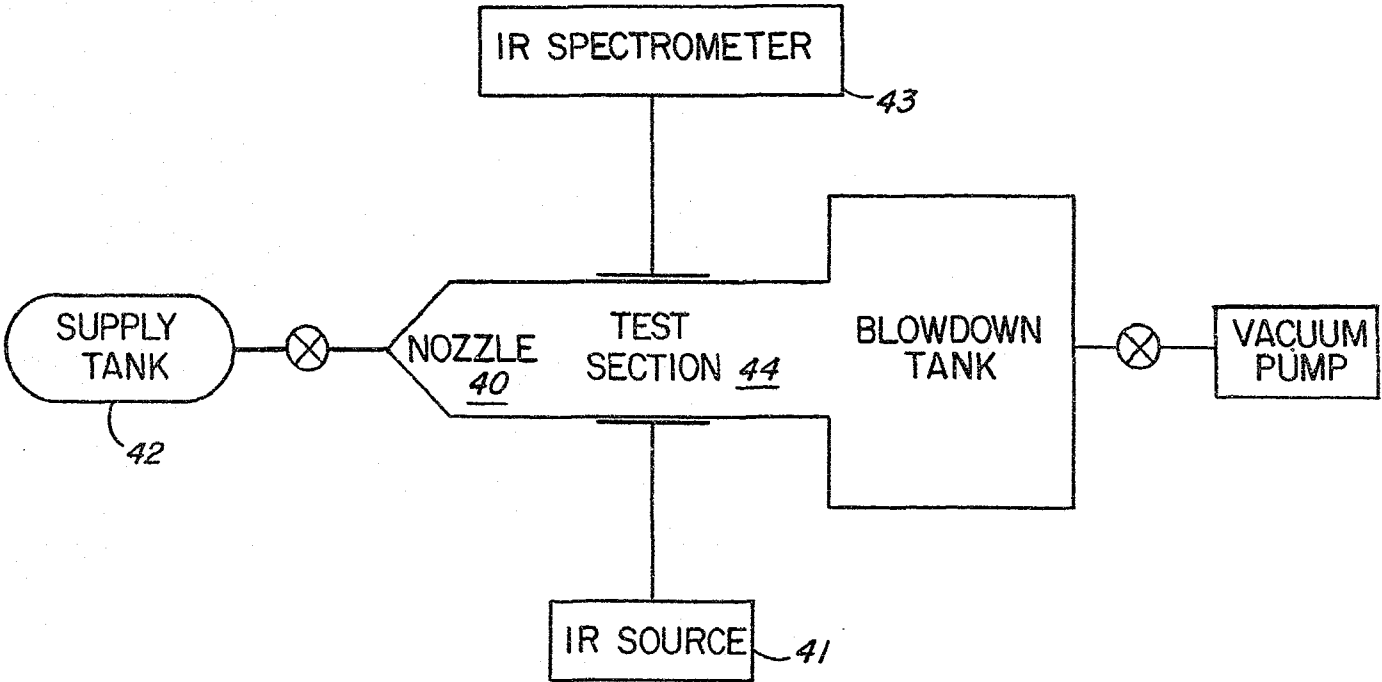 IR SPECTROMETER
43
SUPPLY
TANK
42
NOZZLE
40
TEST
SECTION 44
BLOWDOWN
TANK
VACUUM
PUMP
IR SOURCE
41